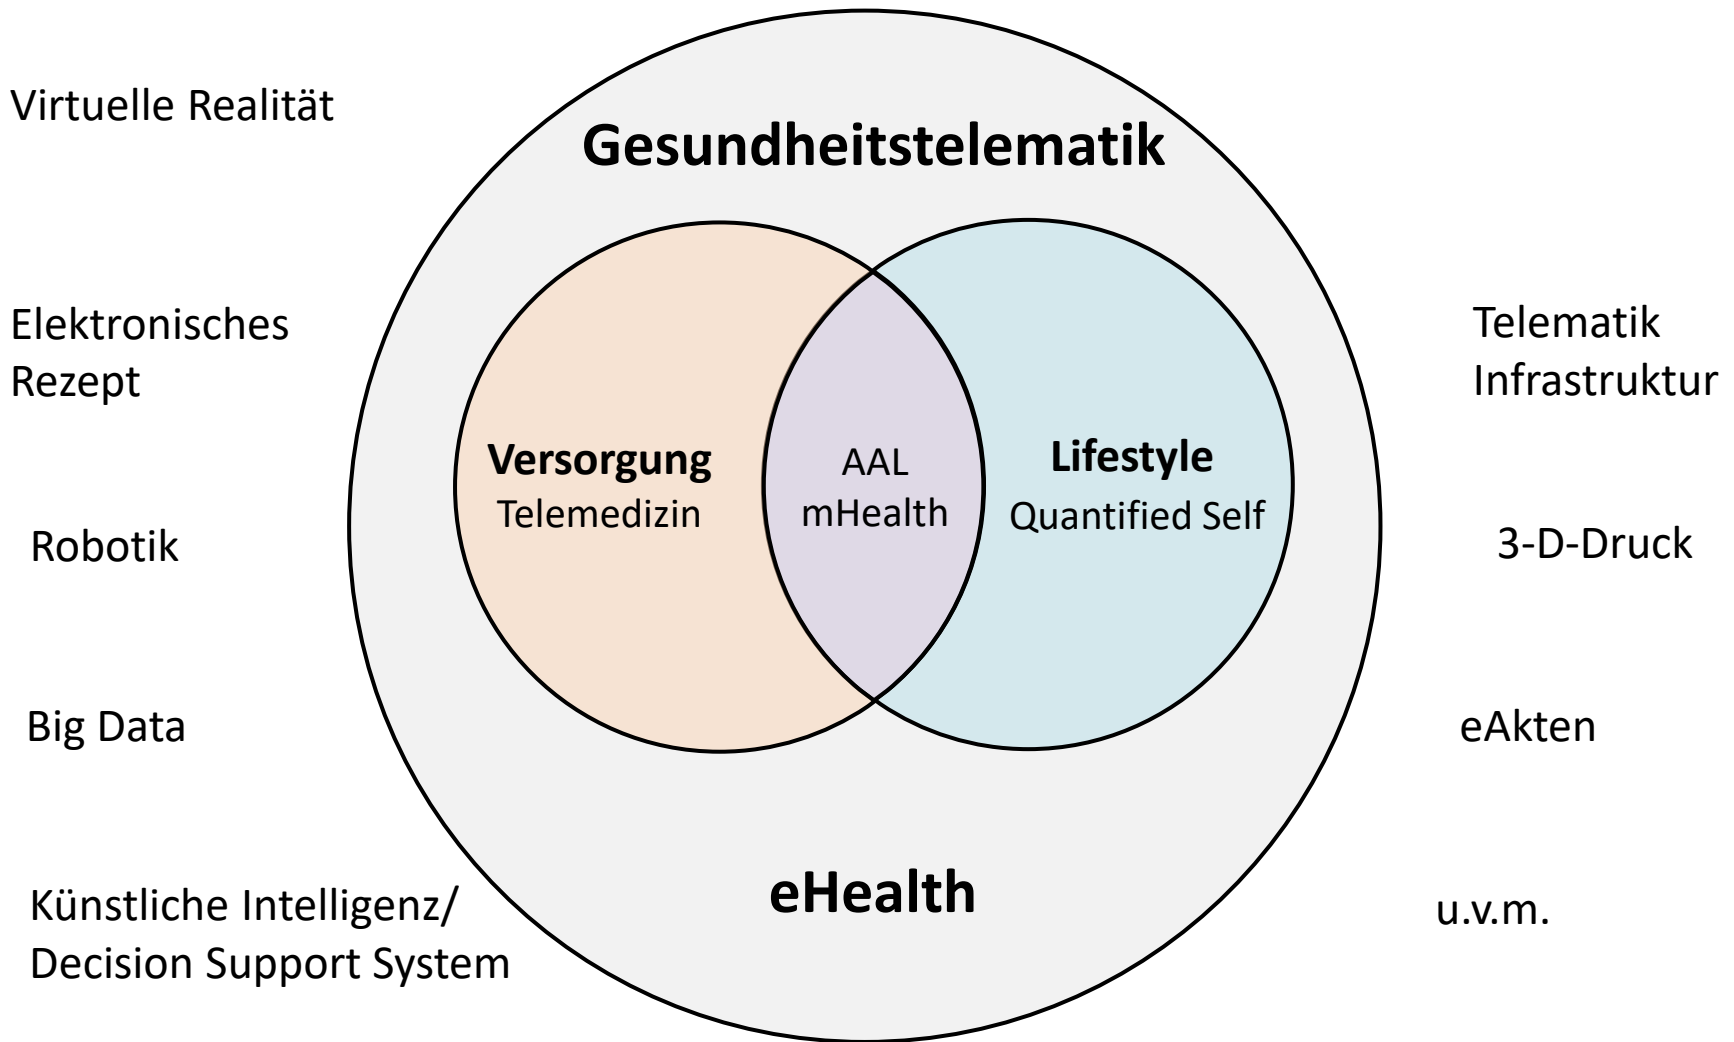 Virtuelle Realität
Gesundheitstelematik
Elektronisches
Rezept
Telematik
Infrastruktur
Versorgung
Telemedizin
AAL
mHealth
Lifestyle
Quantified Self
Robotik
3-D-Druck
Big Data
eAkten
eHealth
Künstliche Intelligenz/
Decision Support System
u.v.m.